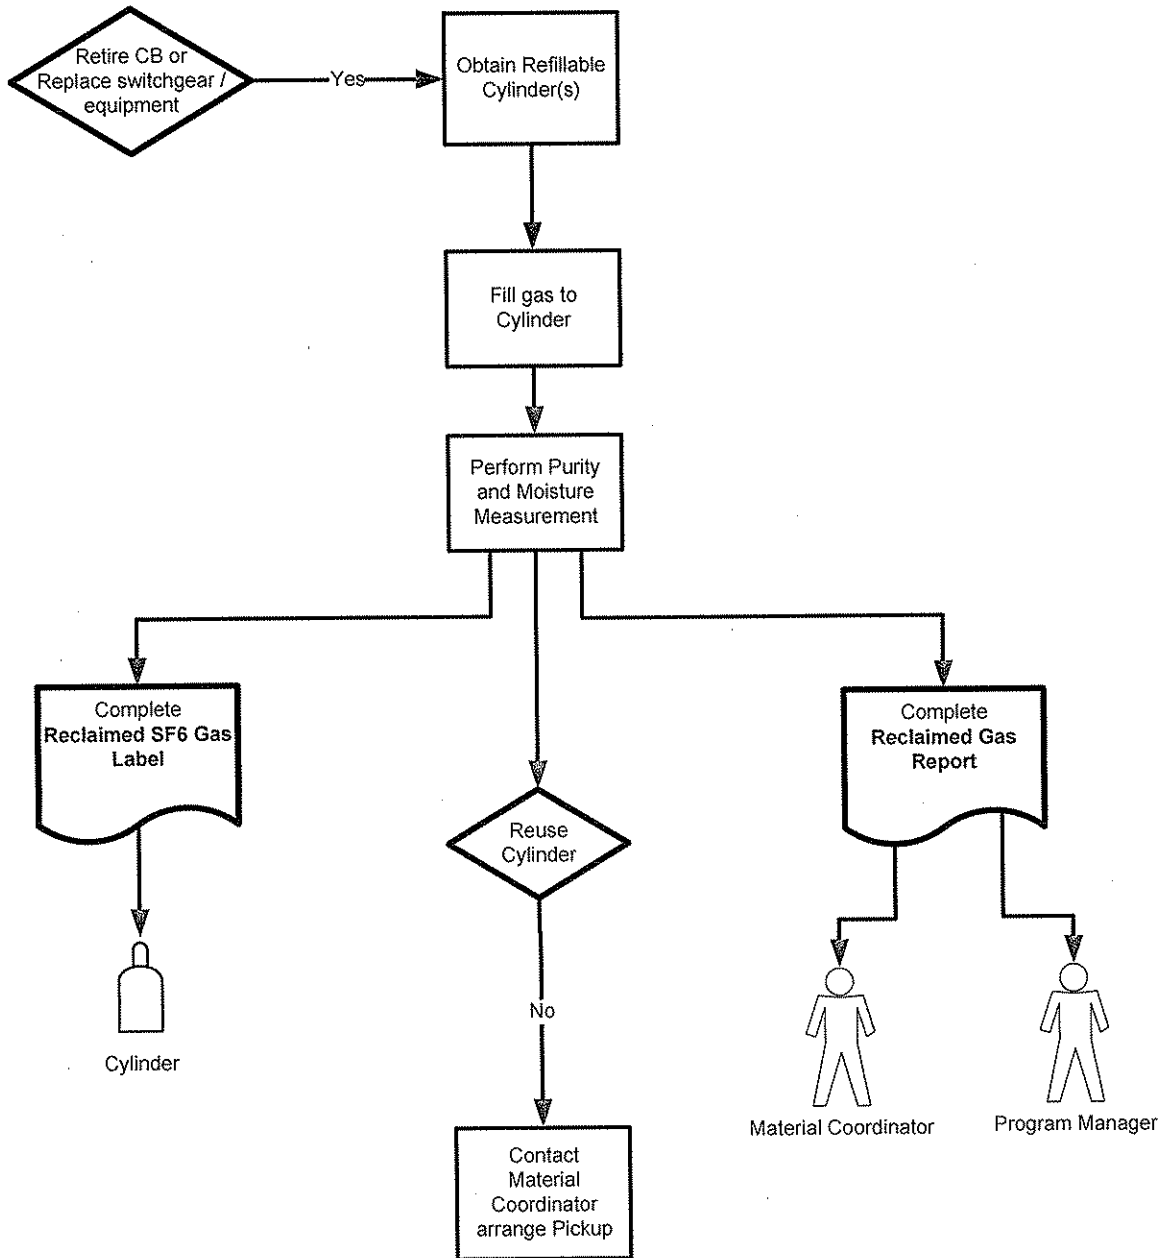 Retire CB or
Replace switchgear /
equipment
Yes
Obtain Refillable
Cylinder(s)
Fill gas to
Cylinder
Perform Purity
and Moisture
Measurement
Complete
Reclaimed SF6 Gas
Label
Complete
Reclaimed Gas
Report
Reuse
Cylinder
No
Cylinder
Material Coordinator
Program Manager
Contact
Material
Coordinator
arrange Pickup